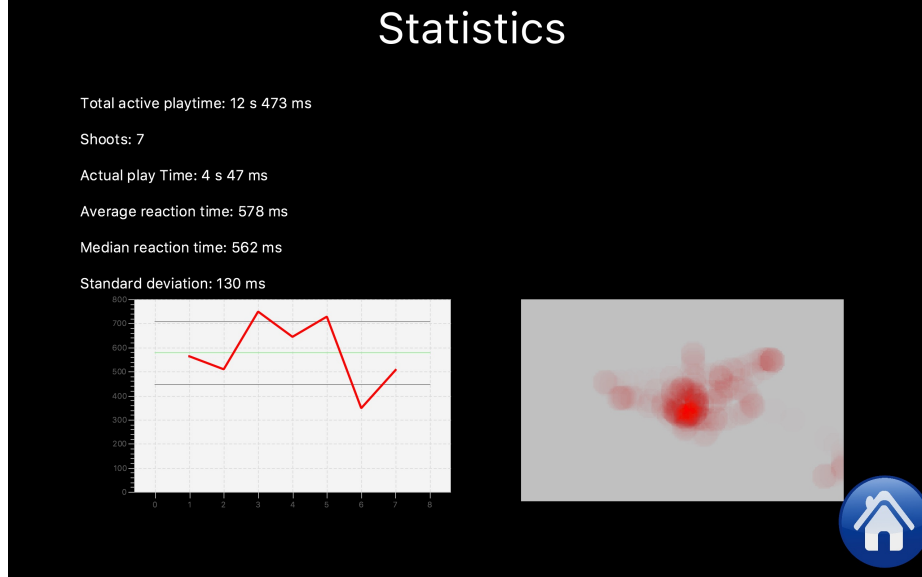 Statistics
Total active playtime: 12 s 473 ms
Shoots: 7
Actual play Time: 4 s 47 ms
Average reaction time: 578 ms
Median reaction time: 562 ms
Standard deviation: 130 ms
800
700
600
500
400
300
200
100
0
0 1 2 3 4 5 6 7 8